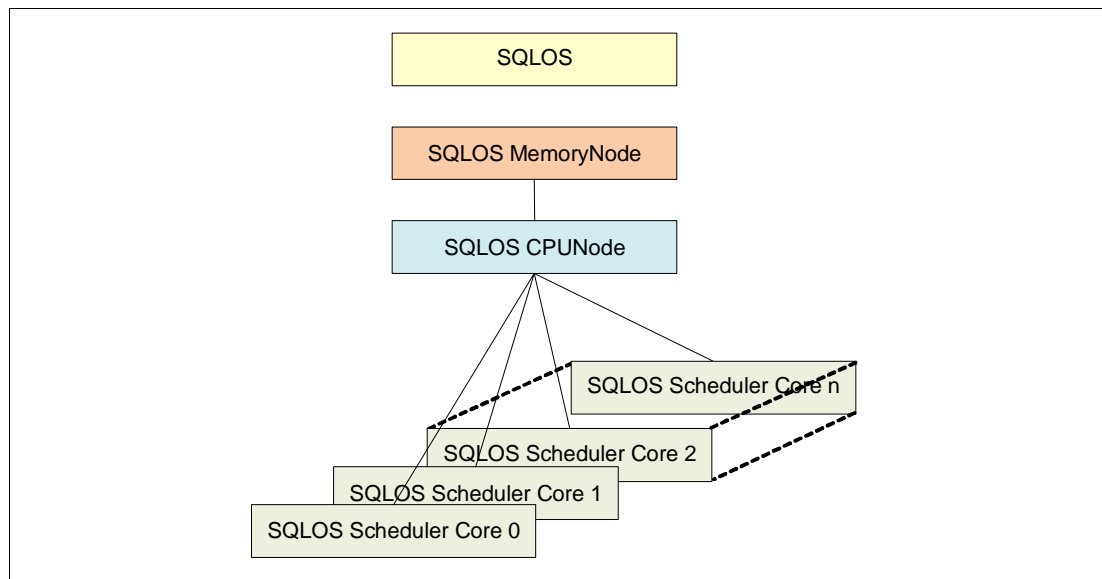 SQLOS
SQLOS MemoryNode
SQLOS CPUNode
SQLOS Scheduler Core n
SQLOS Scheduler Core 2
SQLOS Scheduler Core 1
SQLOS Scheduler Core 0